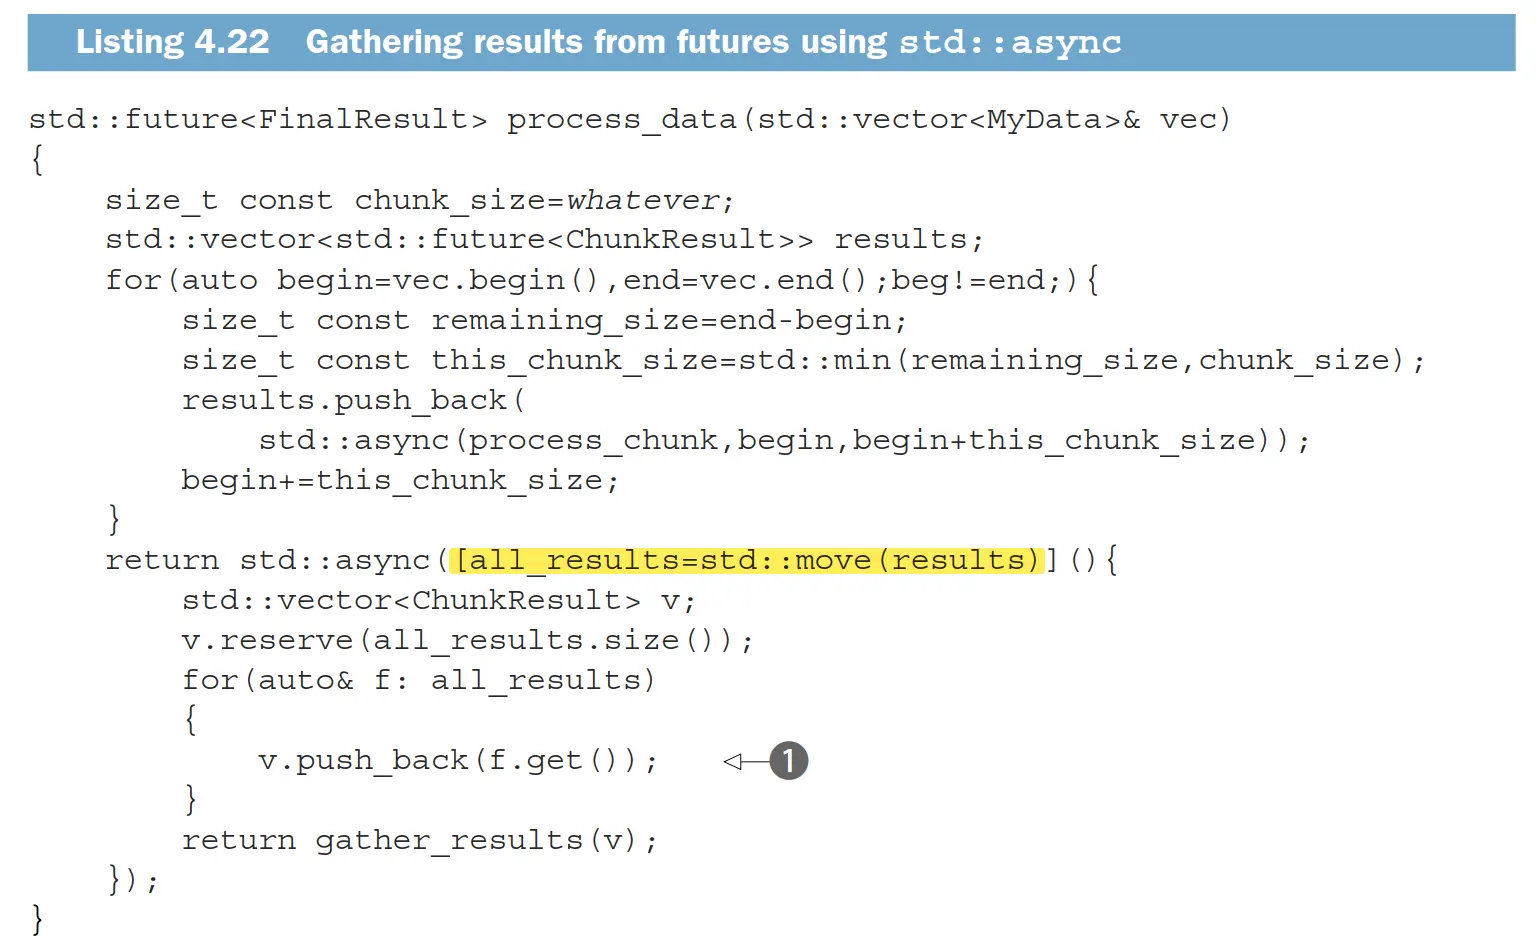 Listing 4.22 Gathering results from futures using std::async
std::future<FinalResult> process_data(std::vector<MyData>& vec)
{
    size_t const chunk_size=whatever;
    std::vector<std::future<ChunkResult>> results;
    for(auto begin=vec.begin(),end=vec.end();beg!=end;){
        size_t const remaining_size=end-begin;
        size_t const this_chunk_size=std::min(remaining_size,chunk_size);
        results.push_back(
            std::async(process_chunk,begin,begin+this_chunk_size));
        begin+=this_chunk_size;
    }
    return std::async([all_results=std::move(results)](){
        std::vector<ChunkResult> v;
        v.reserve(all_results.size());
        for(auto& f: all_results)
        {
            v.push_back(f.get()); 1
        }
        return gather_results(v);
    });
}